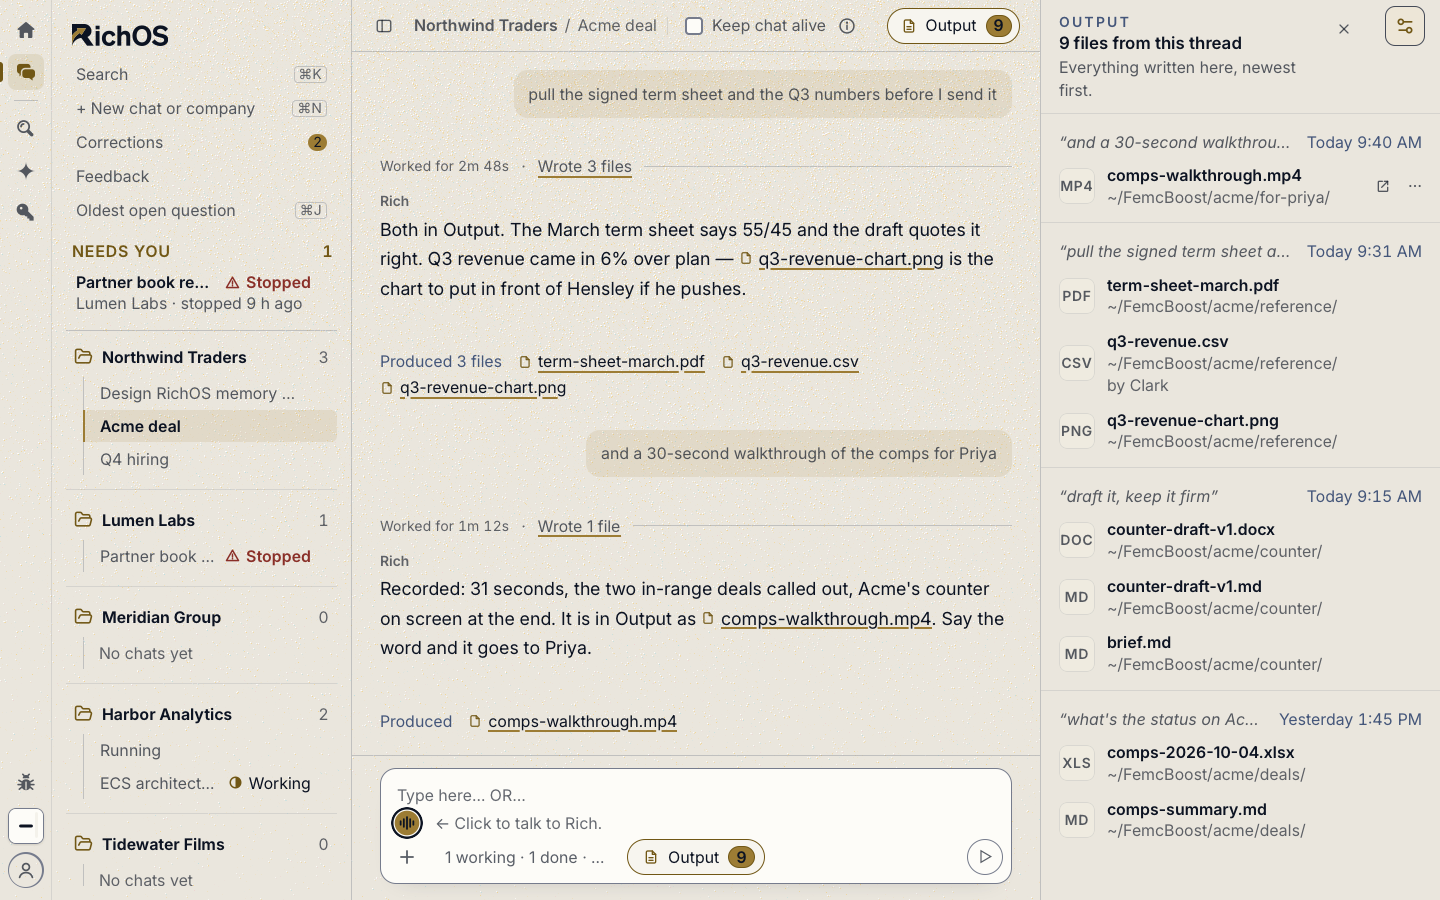 RichOS
Search ⌘K
+ New chat or company ⌘N
Corrections 2
Feedback
Oldest open question ⌘J
NEEDS YOU 1
Partner book re... Stopped
Lumen Labs · stopped 9 h ago
Northwind Traders 3
Design RichOS memory ...
Acme deal
Q4 hiring
Lumen Labs 1
Partner book ... Stopped
Meridian Group 0
No chats yet
Harbor Analytics 2
Running
ECS architect... Working
Tidewater Films 0
No chats yet
Northwind Traders / Acme deal Keep chat alive Output 9
pull the signed term sheet and the Q3 numbers before I send it
Worked for 2m 48s · Wrote 3 files
Rich
Both in Output. The March term sheet says 55/45 and the draft quotes it
right. Q3 revenue came in 6% over plan — q3-revenue-chart.png is the
chart to put in front of Hensley if he pushes.
Produced 3 files term-sheet-march.pdf q3-revenue.csv
q3-revenue-chart.png
and a 30-second walkthrough of the comps for Priya
Worked for 1m 12s · Wrote 1 file
Rich
Recorded: 31 seconds, the two in-range deals called out, Acme's counter
on screen at the end. It is in Output as comps-walkthrough.mp4. Say the
word and it goes to Priya.
Produced comps-walkthrough.mp4
Type here... OR...
← Click to talk to Rich.
1 working · 1 done · ... Output 9
OUTPUT
9 files from this thread
Everything written here, newest
first.
“and a 30-second walkthrou... Today 9:40 AM
MP4 comps-walkthrough.mp4
~/FemcBoost/acme/for-priya/
“pull the signed term sheet a... Today 9:31 AM
PDF term-sheet-march.pdf
~/FemcBoost/acme/reference/
CSV q3-revenue.csv
~/FemcBoost/acme/reference/
by Clark
PNG q3-revenue-chart.png
~/FemcBoost/acme/reference/
“draft it, keep it firm” Today 9:15 AM
DOC counter-draft-v1.docx
~/FemcBoost/acme/counter/
MD counter-draft-v1.md
~/FemcBoost/acme/counter/
MD brief.md
~/FemcBoost/acme/counter/
“what's the status on Ac... Yesterday 1:45 PM
XLS comps-2026-10-04.xlsx
~/FemcBoost/acme/deals/
MD comps-summary.md
~/FemcBoost/acme/deals/